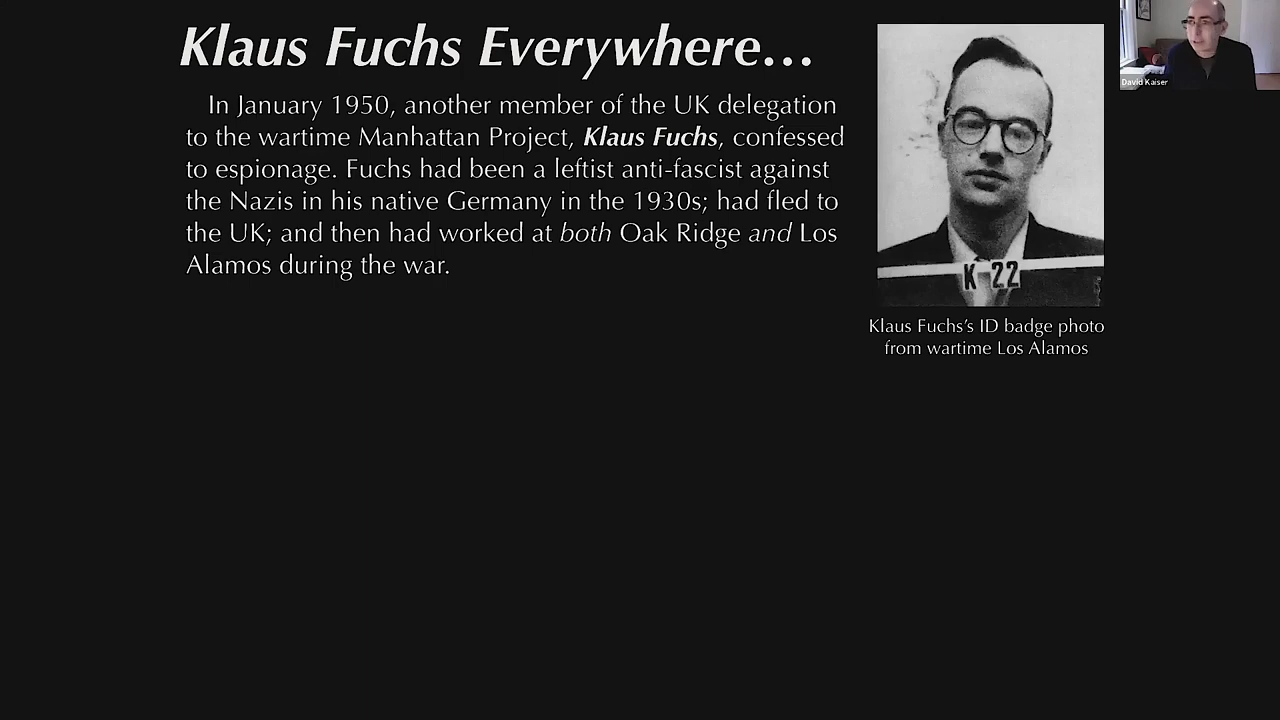 Klaus Fuchs Everywhere…
In January 1950, another member of the UK delegation
to the wartime Manhattan Project, Klaus Fuchs, confessed
to espionage. Fuchs had been a leftist anti-fascist against
the Nazis in his native Germany in the 1930s; had fled to
the UK; and then had worked at both Oak Ridge and Los
Alamos during the war.
K 22
Klaus Fuchs’s ID badge photo
from wartime Los Alamos
David Kaiser